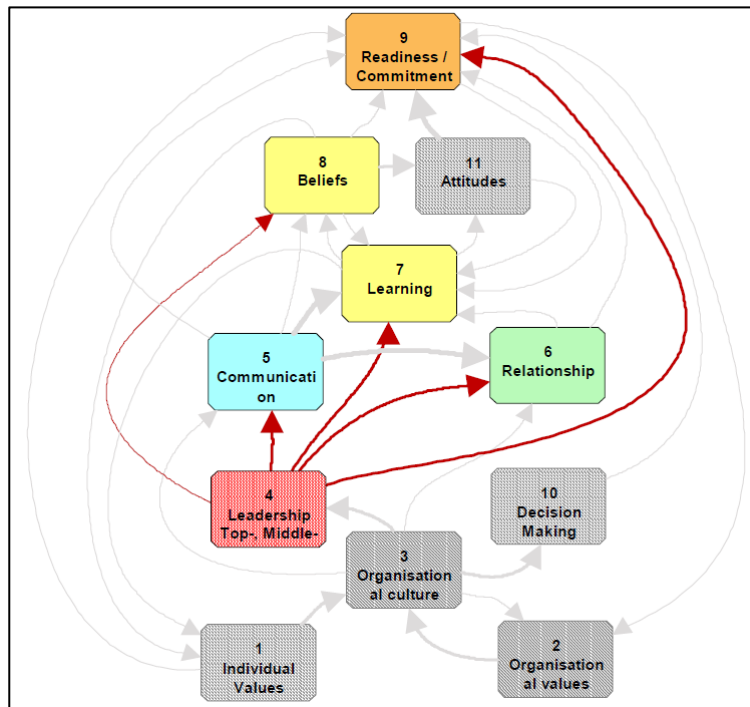 9
Readiness /
Commitment
8
Beliefs
11
Attitudes
7
Learning
5
Communicati
on
6
Relationship
4
Leadership
Top-, Middle-
10
Decision
Making
3
Organisation
al culture
1
Individual
Values
2
Organisation
al values